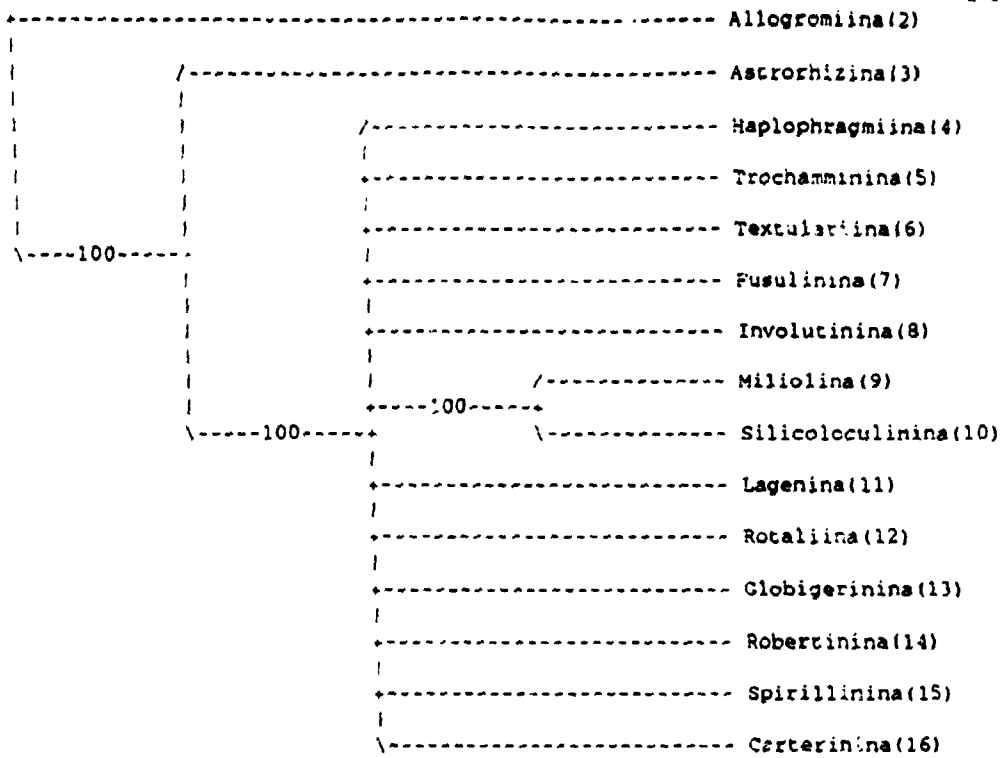 Allogromiina(2)
Astrorhizina(3)
Haplophragmiina(4)
Trochamminina(5)
Textulariina(6)
100
Fusulinina(7)
Involutinina(8)
Miliolina(9)
100
100
Silicoloculinina(10)
Lagenina(11)
Rotaliina(12)
Globigerinina(13)
Robertinina(14)
Spirillinina(15)
Carterinina(16)